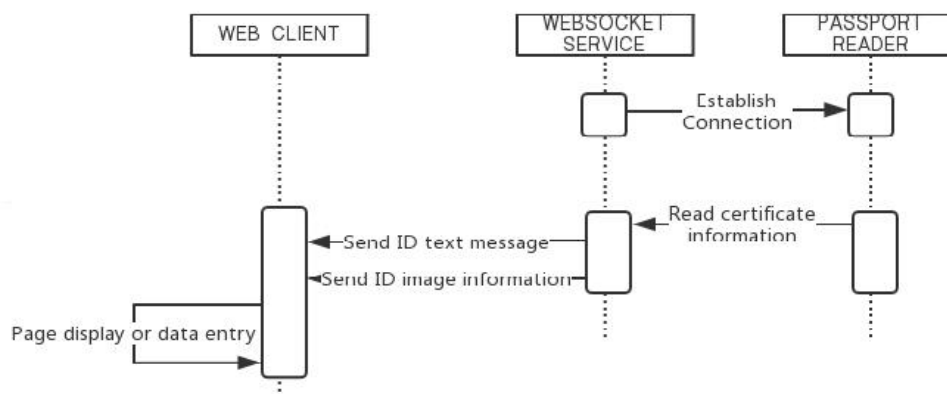 WEB CLIENT
WEBSOCKET
SERVICE
PASSPORT
READER
Establish
Connection
Read certificate
information
Send ID text message
Send ID image information
Page display or data entry